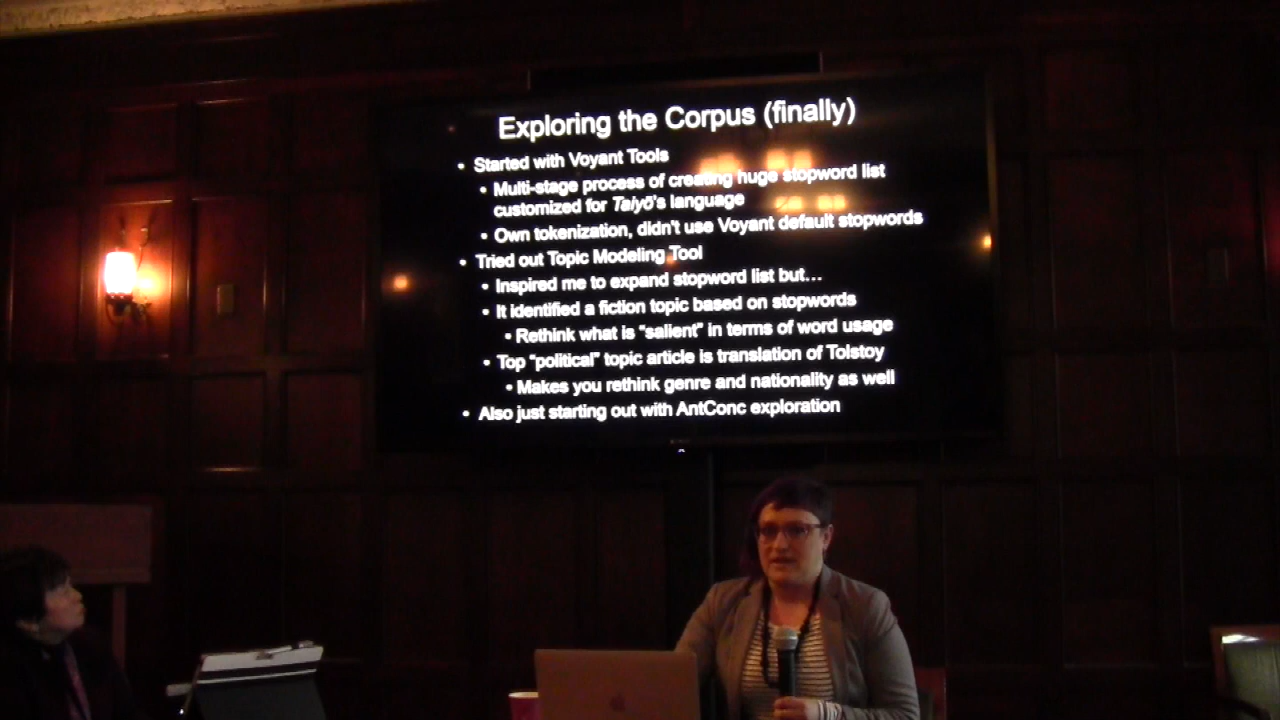 Exploring the Corpus (finally)
• Started with Voyant Tools
• Multi-stage process of creating huge stopword list
customized for Taiyō's language
• Own tokenization, didn't use Voyant default stopwords
• Tried out Topic Modeling Tool
• Inspired me to expand stopword list but...
• It identified a fiction topic based on stopwords
• Rethink what is “salient” in terms of word usage
• Top “political” topic article is translation of Tolstoy
• Makes you rethink genre and nationality as well
• Also just starting out with AntConc exploration